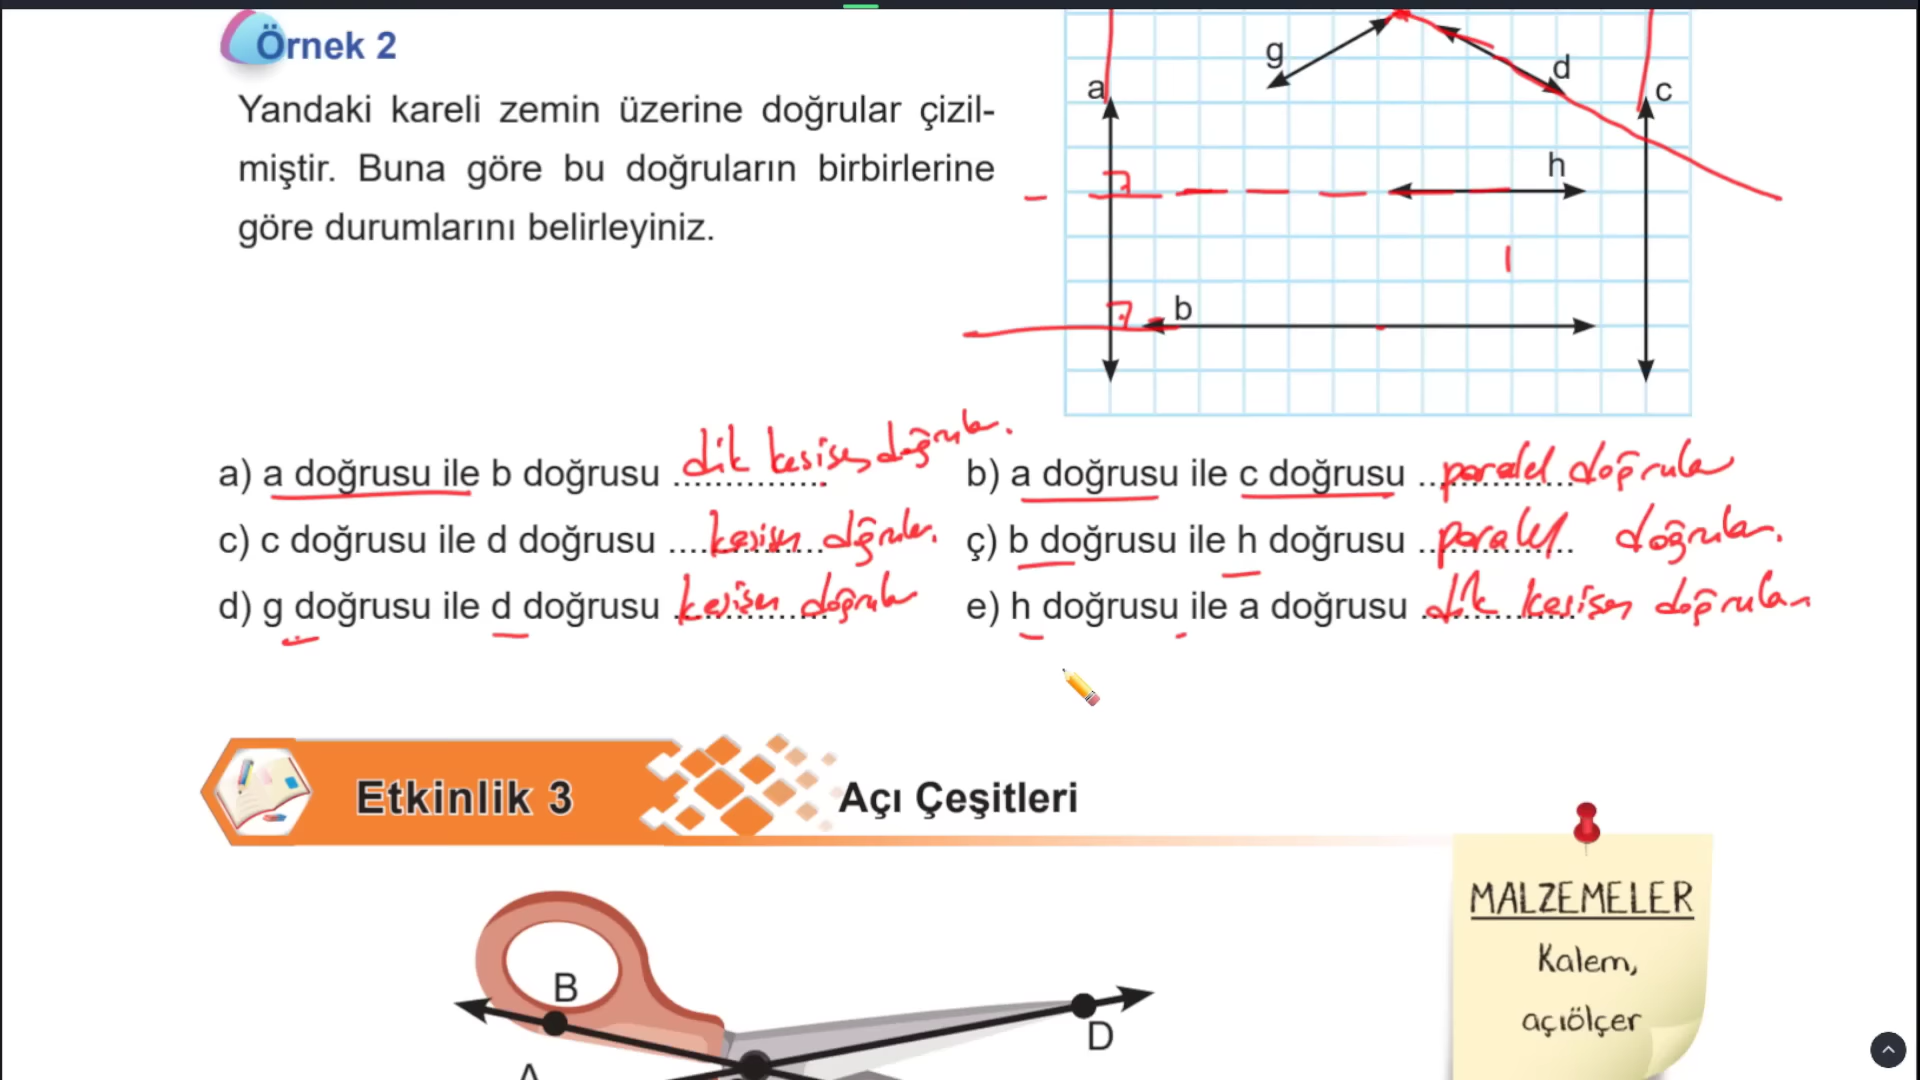 Örnek 2
Yandaki kareli zemin üzerine doğrular çizil-
miştir. Buna göre bu doğruların birbirlerine
göre durumlarını belirleyiniz.
g
d
a
c
h
b
a) a doğrusu ile b doğrusu ............... dik kesişen doğrular.
b) a doğrusu ile c doğrusu ............... paralel doğrular
c) c doğrusu ile d doğrusu ............... kesişen doğrular.
ç) b doğrusu ile h doğrusu ............... paralel doğrular.
d) g doğrusu ile d doğrusu ............... kesişen doğrular
e) h doğrusu ile a doğrusu ............... dik kesişen doğrular
Etkinlik 3
Açı Çeşitleri
MALZEMELER
Kalem,
açıölçer
B
D
A